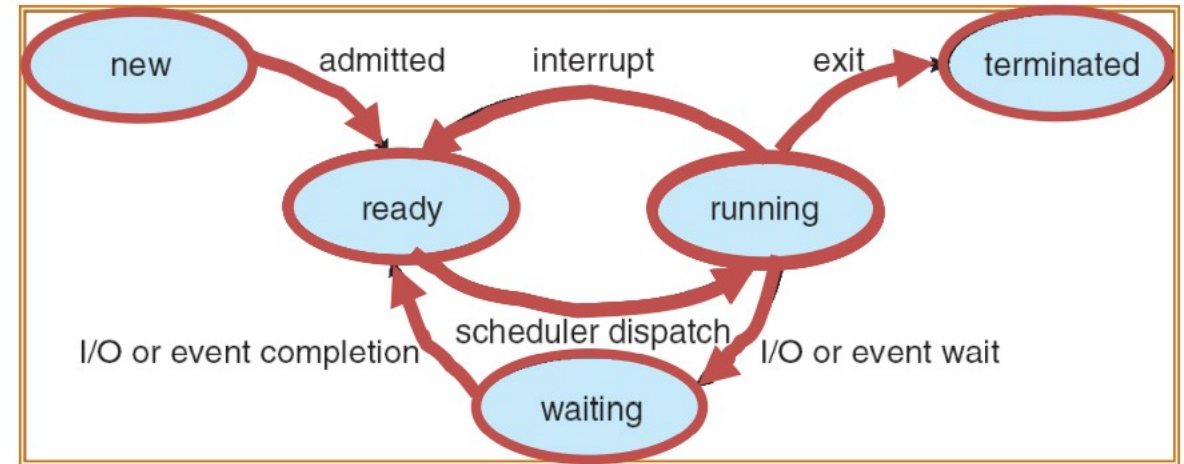 new
admitted
interrupt
exit
terminated
ready
running
scheduler dispatch
I/O or event completion
I/O or event wait
waiting